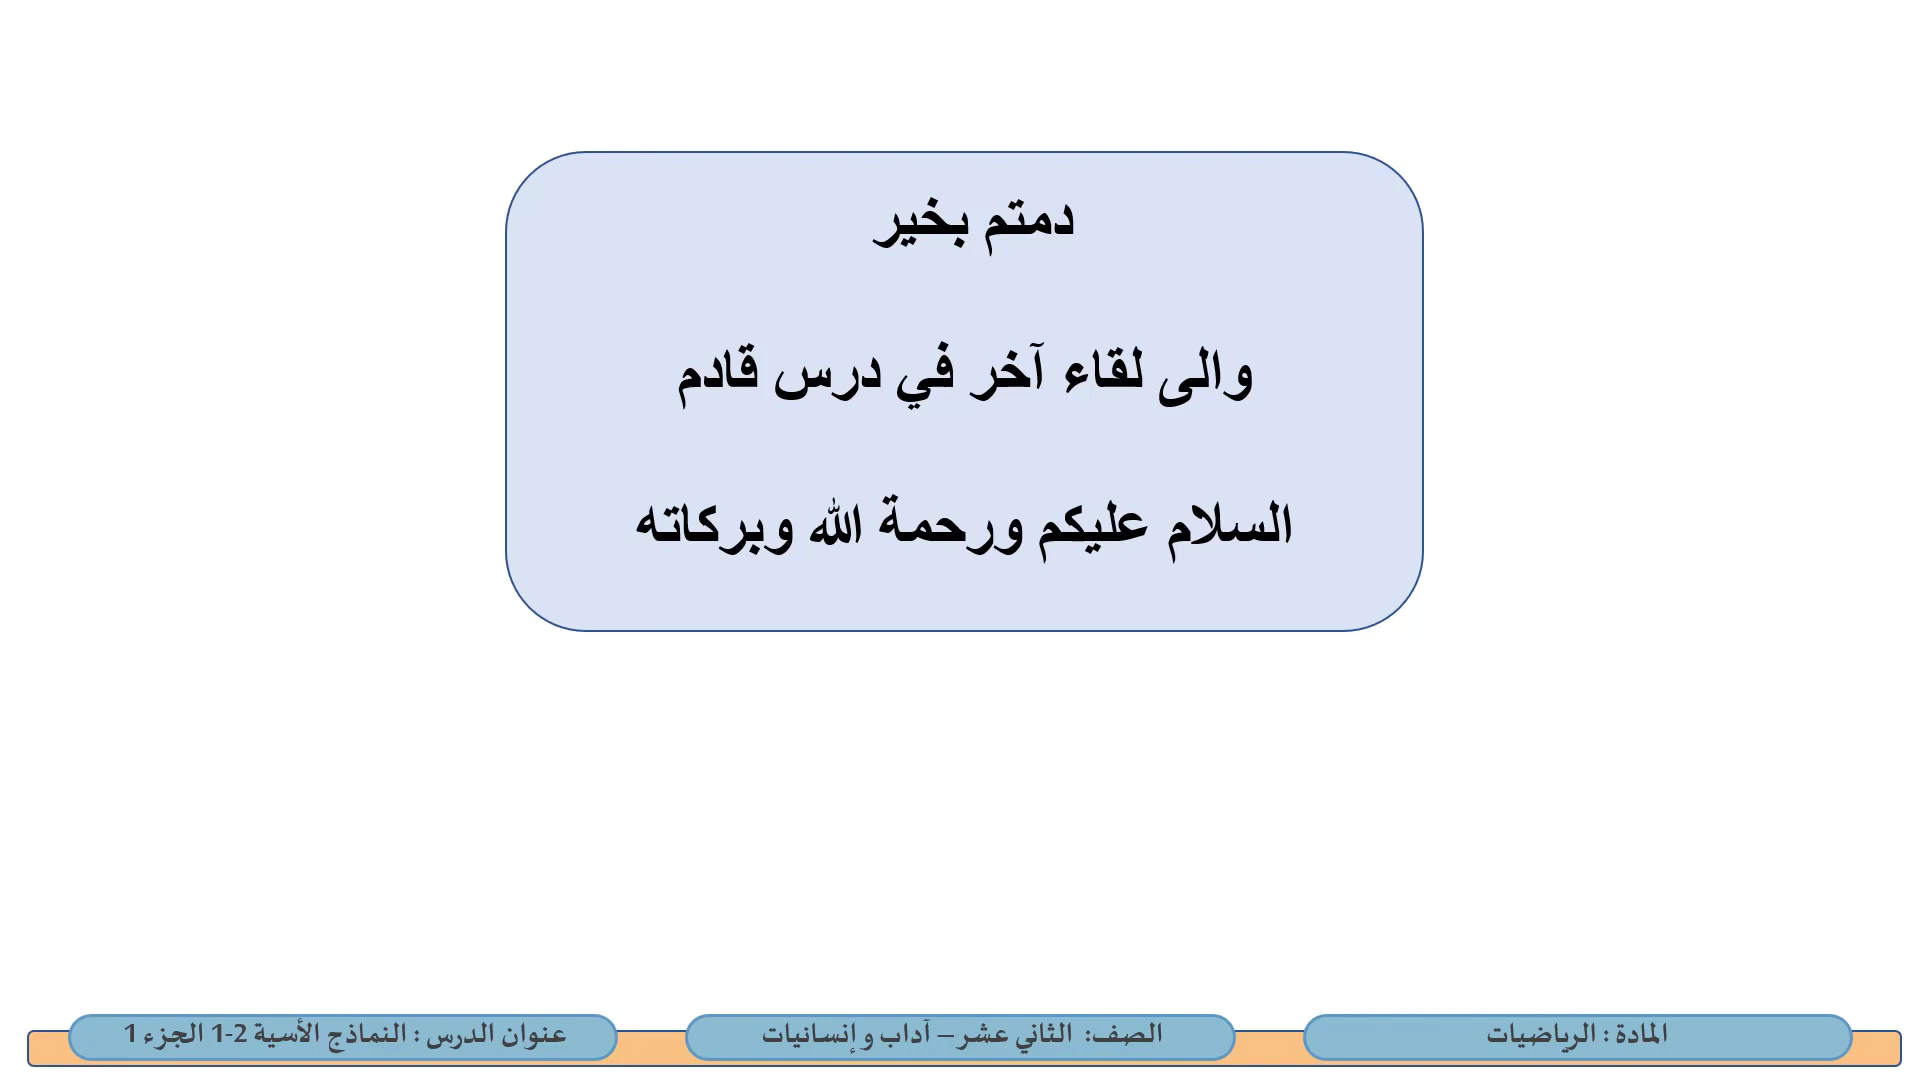 دمتم بخير
والى لقاء آخر في درس قادم
السلام عليكم ورحمة الله وبركاته
المادة : الرياضيات
الصف: الثاني عشر – آداب و إنسانيات
عنوان الدرس : النماذج الأسية 2-1 الجزء 1